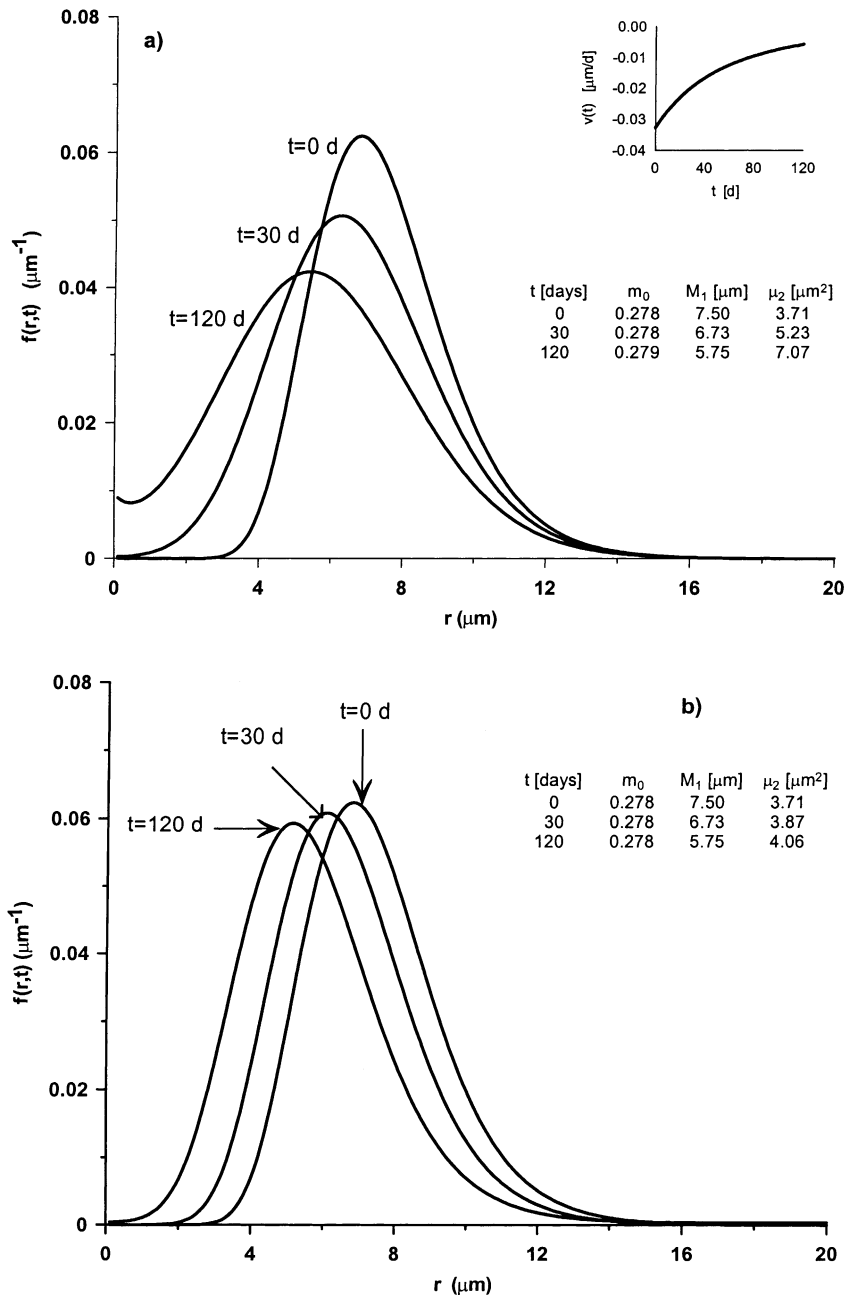 a)
0.08
0.06
0.04
0.02
0
f(r,t) (μm⁻¹)
t=0 d
t=30 d
t=120 d
0 4 8 12 16 20
r (μm)
0.00
-0.01
-0.02
-0.03
-0.04
v(t) [μm/d]
0 40 80 120
t [d]
t [days] m₀ M₁ [μm] μ₂ [μm²]
0 0.278 7.50 3.71
30 0.278 6.73 5.23
120 0.279 5.75 7.07
b)
0.08
0.06
0.04
0.02
0
f(r,t) (μm⁻¹)
t=0 d
t=30 d
t=120 d
t [days] m₀ M₁ [μm] μ₂ [μm²]
0 0.278 7.50 3.71
30 0.278 6.73 3.87
120 0.278 5.75 4.06
0 4 8 12 16 20
r (μm)